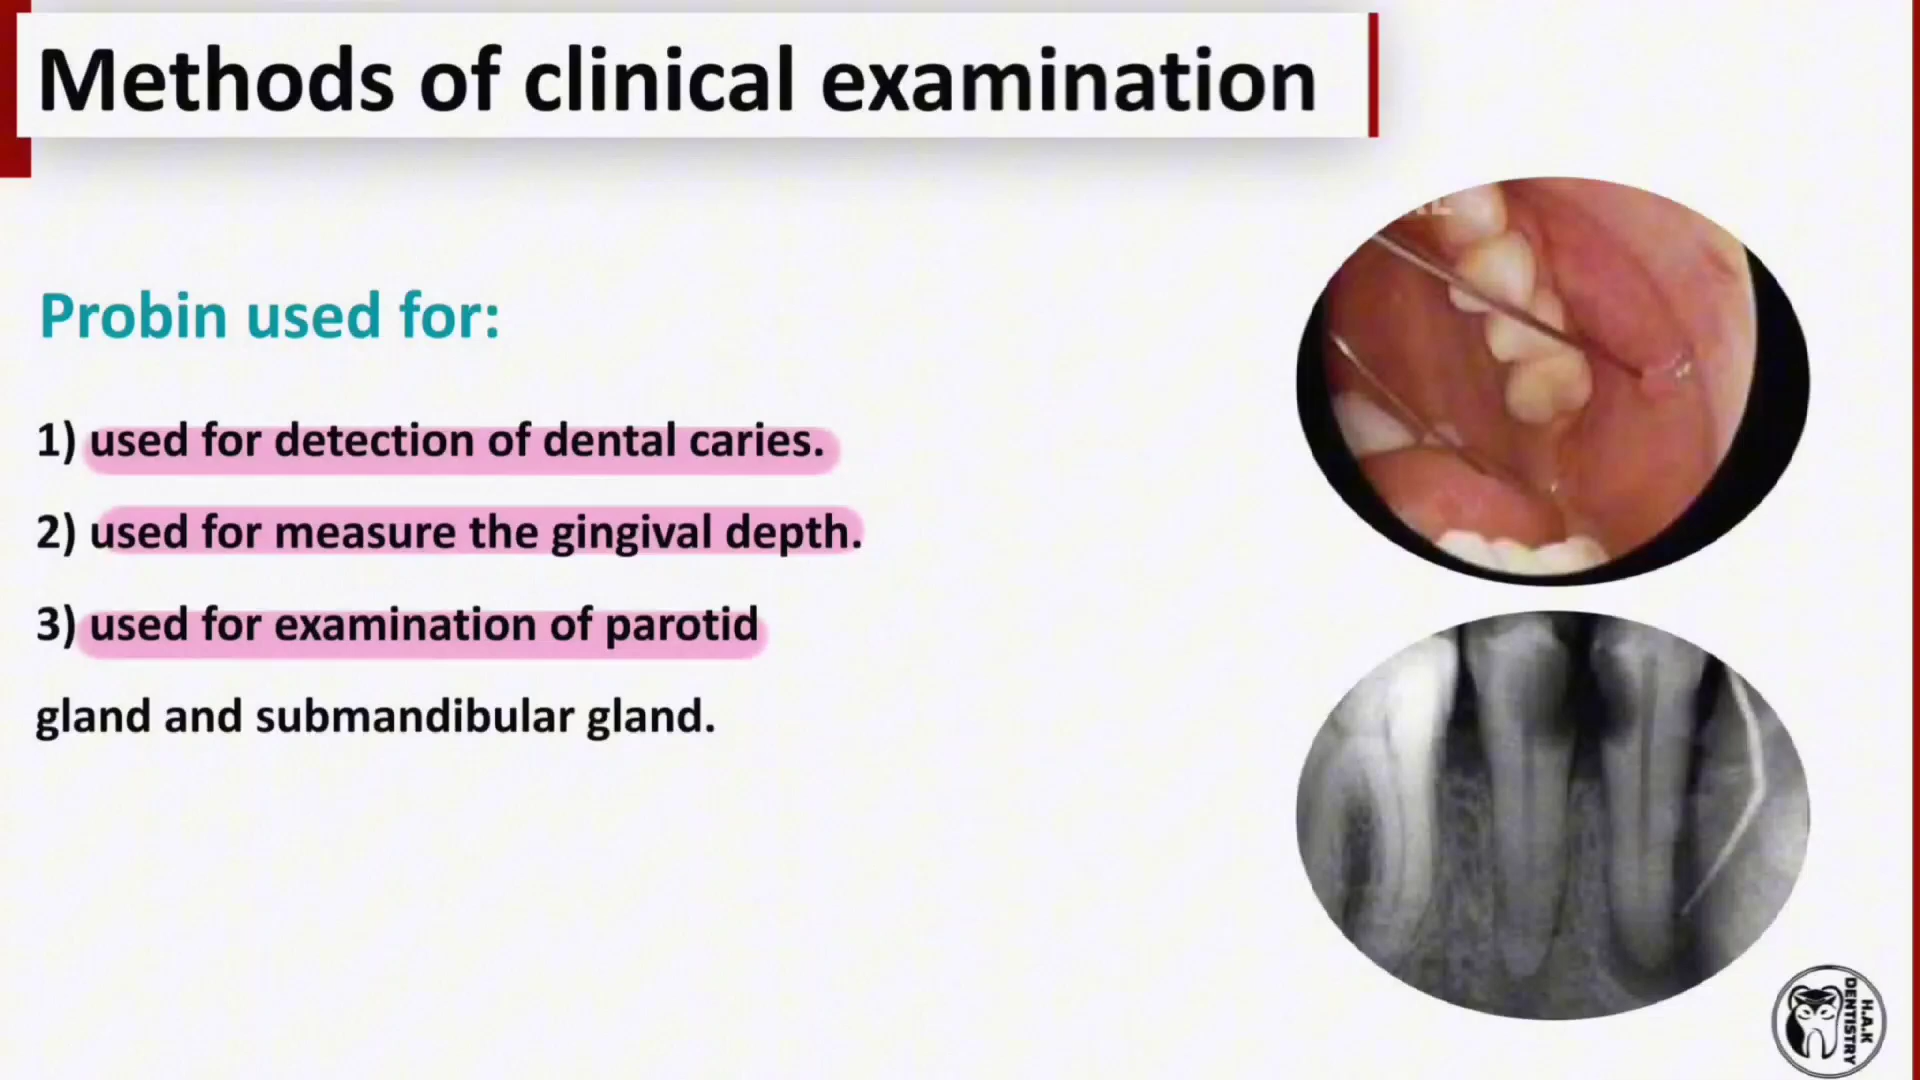 Methods of clinical examination
Probin used for:
1) used for detection of dental caries.
2) used for measure the gingival depth.
3) used for examination of parotid
gland and submandibular gland.
H.A.K
DENTISTRY